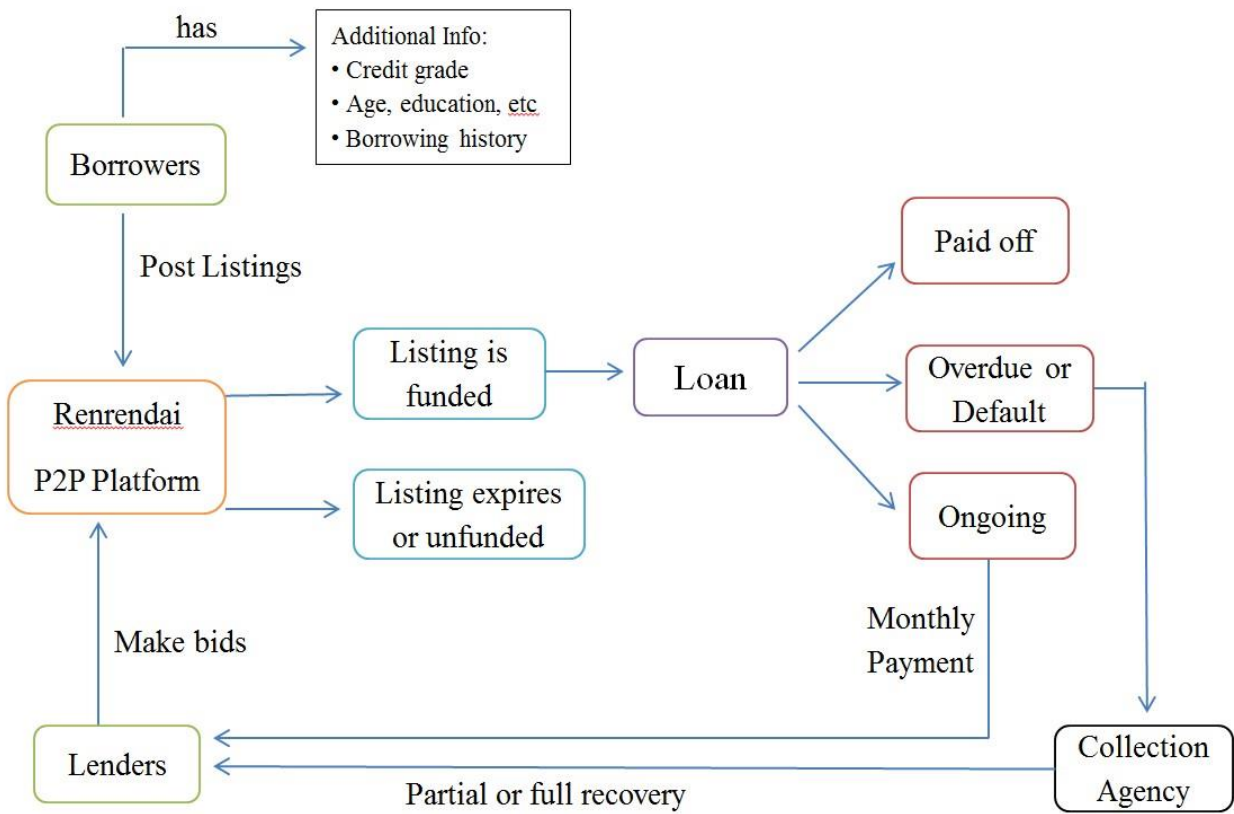 has
Additional Info:
• Credit grade
• Age, education, etc
• Borrowing history
Borrowers
Post Listings
Paid off
Listing is
funded
Loan
Overdue or
Default
Renrendai
P2P Platform
Listing expires
or unfunded
Ongoing
Make bids
Monthly
Payment
Lenders
Collection
Agency
Partial or full recovery